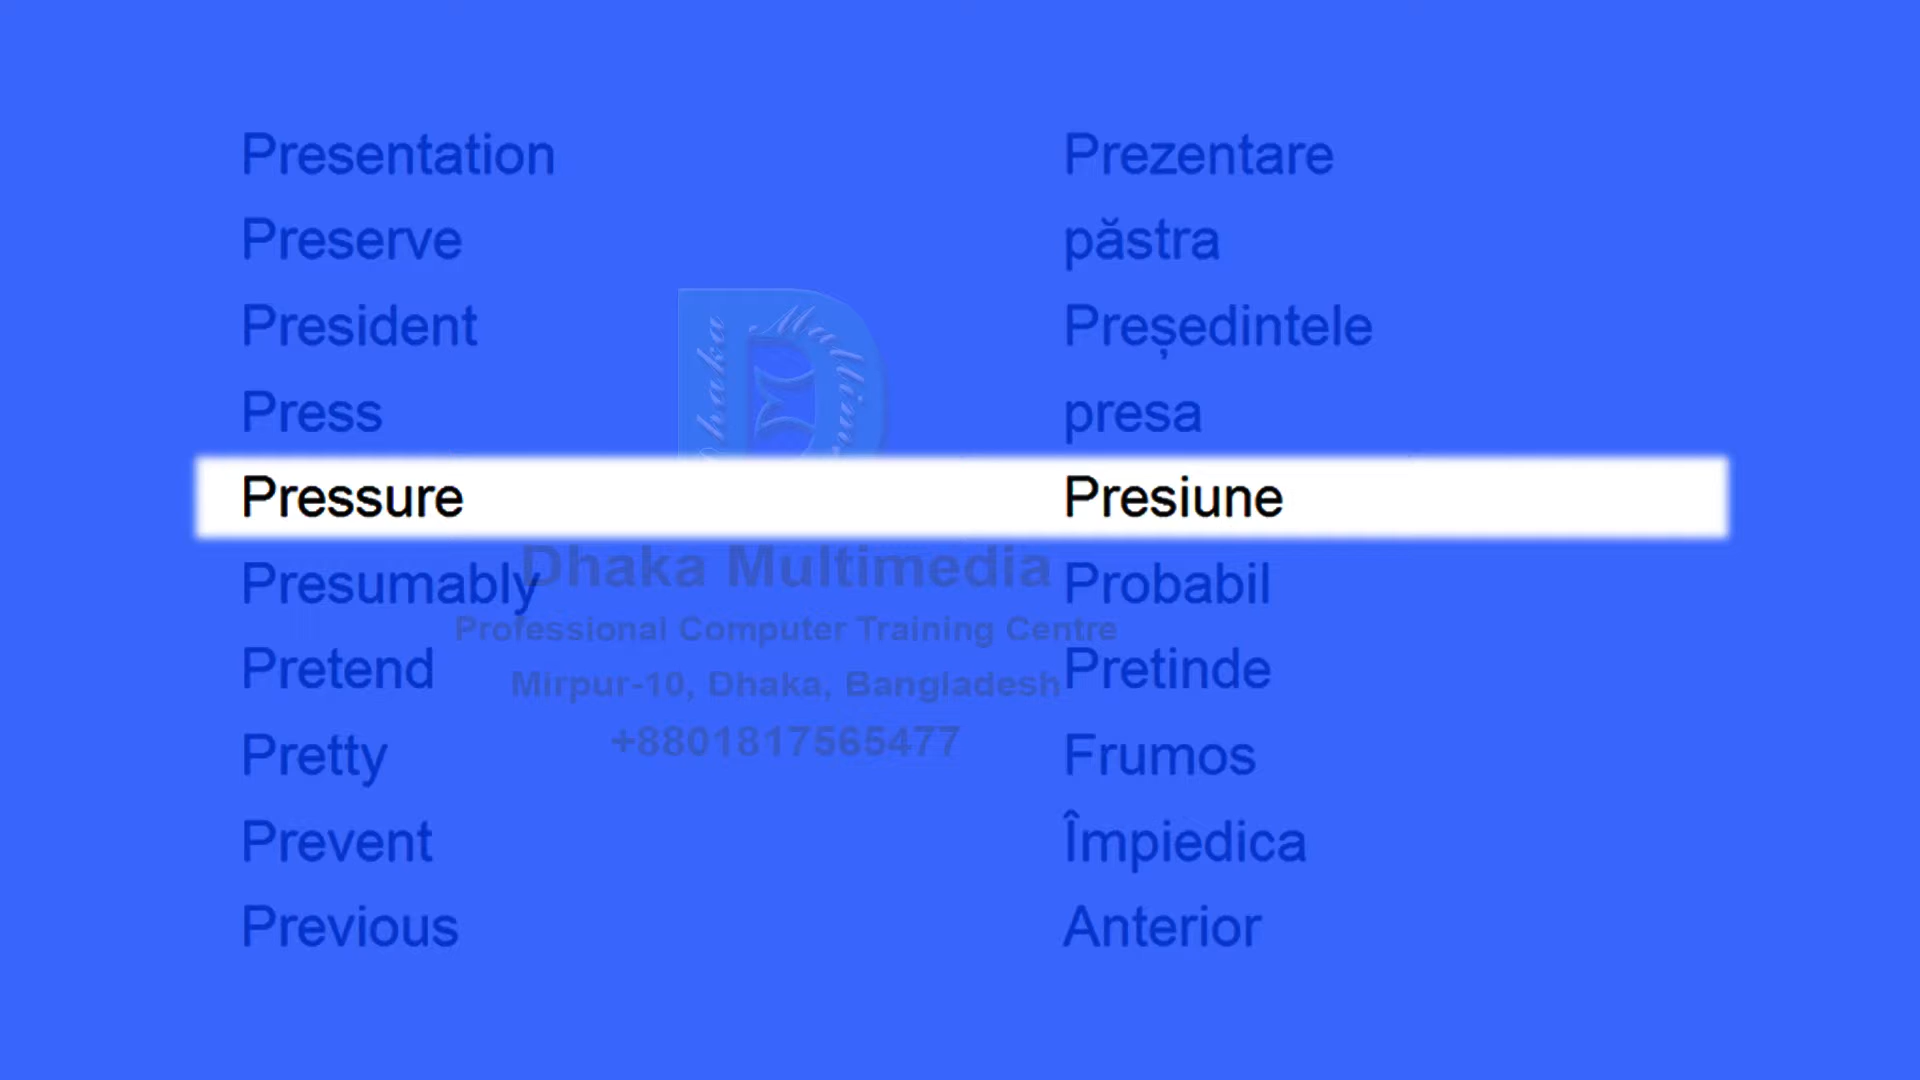 Presentation Prezentare
Preserve păstra
President Președintele
Press presa
Pressure Presiune
Presumably Probabil
Pretend Pretinde
Pretty Frumos
Prevent Împiedica
Previous Anterior
Dhaka Multimedia
Professional Computer Training Centre
Mirpur-10, Dhaka, Bangladesh
+8801817565477